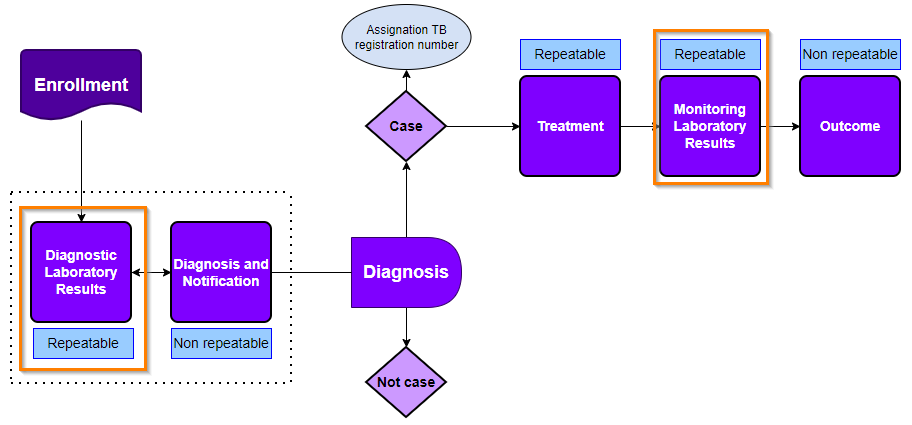 Assignation TB
registration number
Repeatable
Repeatable
Non repeatable
Enrollment
Case
Treatment
Monitoring
Laboratory
Results
Outcome
Diagnostic
Laboratory
Results
Diagnosis and
Notification
Diagnosis
Repeatable
Non repeatable
Not case